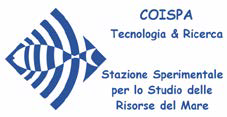 COISPA
Tecnologia & Ricerca
Stazione Sperimentale
per lo Studio delle
Risorse del Mare